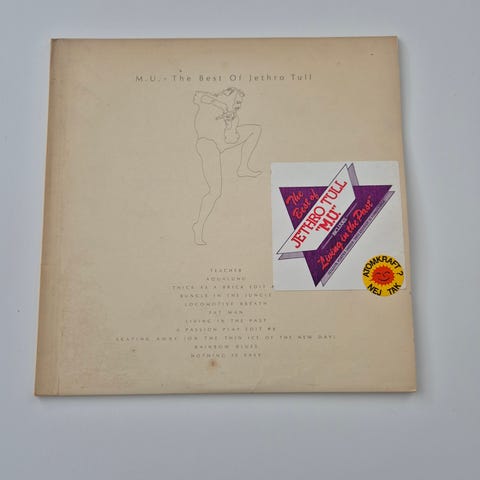 M.U. - The Best Of Jethro Tull
The
Best of
JETHRO TULL
"M.U."
INCLUDES
"Living in the Past"
ATOMKRAFT ?
NEJ TAK
TEACHER
AQUALUNG
THICK AS A BRICK EDIT #
BUNGLE IN THE JUNGLE
LOCOMOTIVE BREATH
FAT MAN
LIVING IN THE PAST
A PASSION PLAY EDIT #8
SKATING AWAY (ON THE THIN ICE OF THE NEW DAY)
RAINBOW BLUES
NOTHING IS EASY